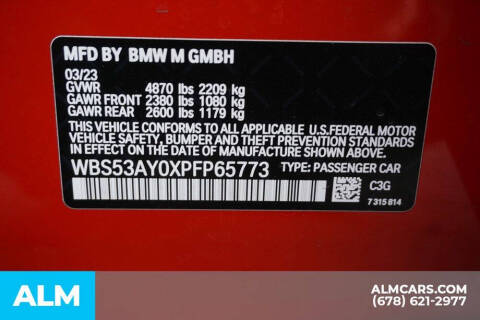 MFD BY BMW M GMBH
03/23
GVWR 4870 lbs 2209 kg
GAWR FRONT 2380 lbs 1080 kg
GAWR REAR 2600 lbs 1179 kg
THIS VEHICLE CONFORMS TO ALL APPLICABLE U.S.FEDERAL MOTOR
VEHICLE SAFETY, BUMPER AND THEFT PREVENTION STANDARDS
IN EFFECT ON THE DATE OF MANUFACTURE SHOWN ABOVE.
WBS53AY0XPFP65773 TYPE: PASSENGER CAR
C3G
7 315 814
ALM
ALMCARS.COM
(678) 621-2977